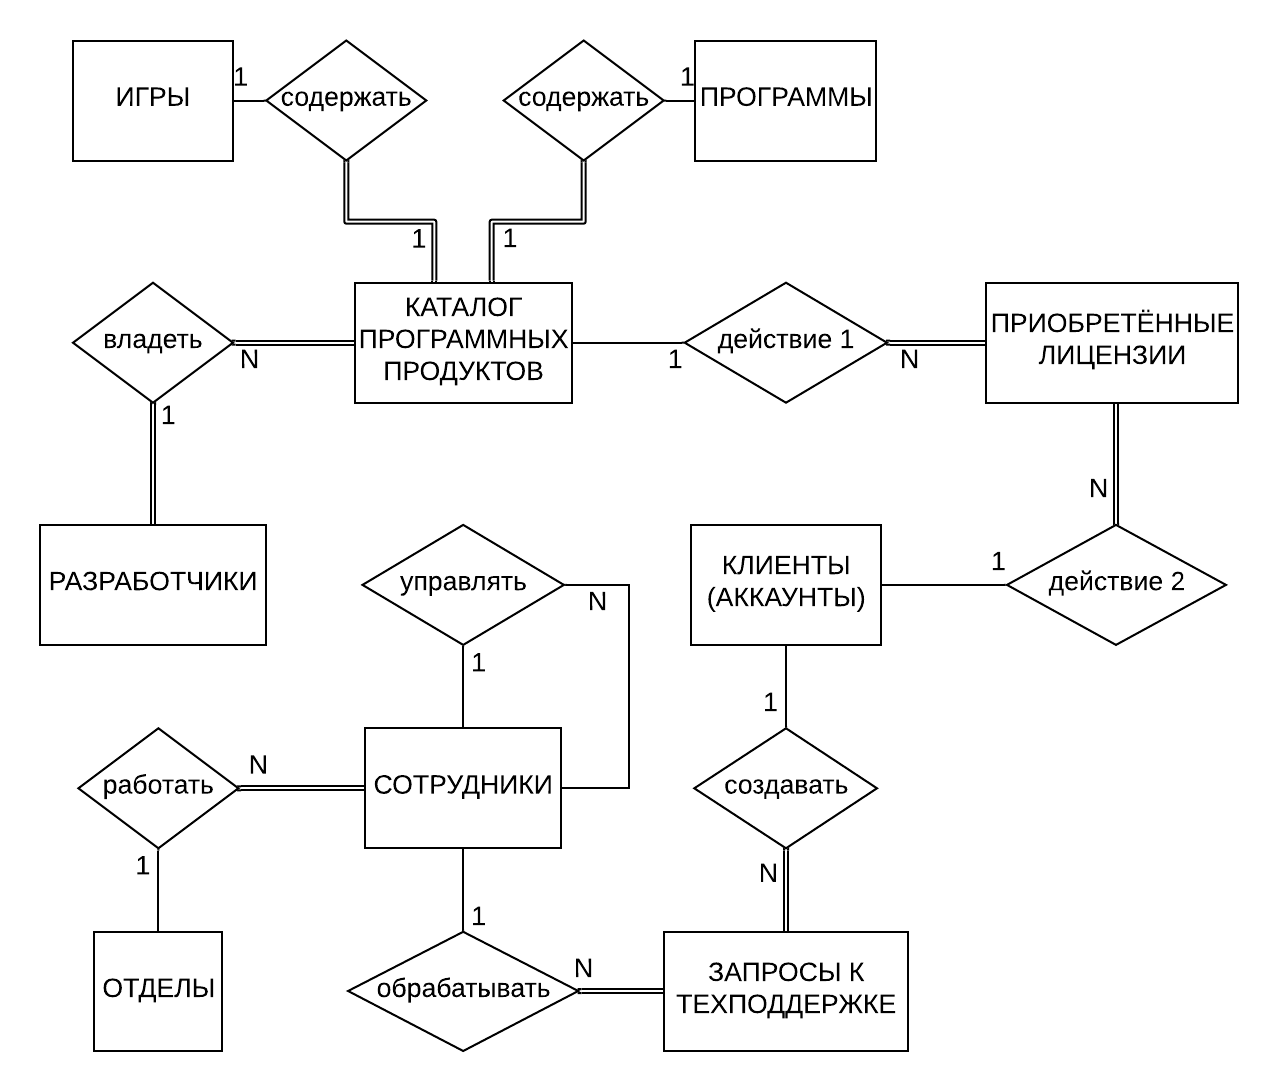 ИГРЫ
1
содержать
содержать
1
ПРОГРАММЫ
1
1
владеть
N
1
КАТАЛОГ
ПРОГРАММНЫХ
ПРОДУКТОВ
1
действие 1
N
ПРИОБРЕТЁННЫЕ
ЛИЦЕНЗИИ
N
РАЗРАБОТЧИКИ
управлять
N
1
КЛИЕНТЫ
(АККАУНТЫ)
1
действие 2
1
работать
N
1
СОТРУДНИКИ
создавать
N
ОТДЕЛЫ
1
обрабатывать
N
ЗАПРОСЫ К
ТЕХПОДДЕРЖКЕ